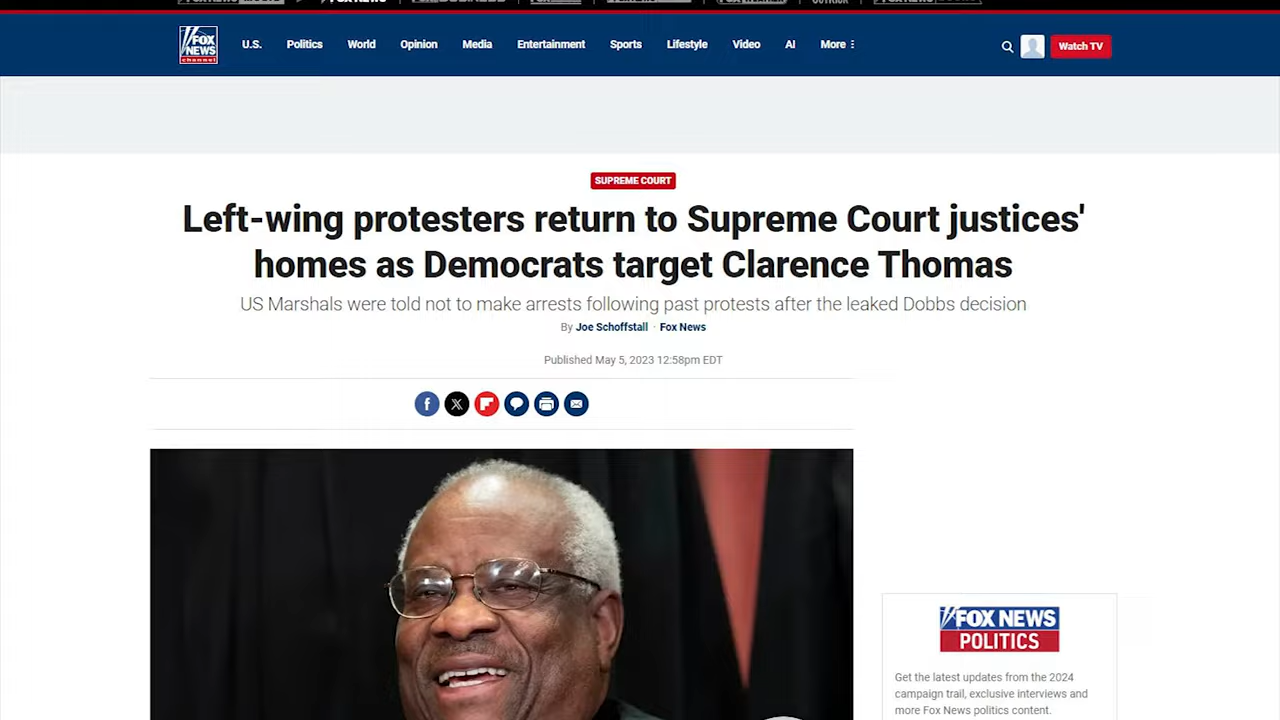 FOX NEWS
channel
U.S. Politics World Opinion Media Entertainment Sports Lifestyle Video AI More
Watch TV
SUPREME COURT
Left-wing protesters return to Supreme Court justices'
homes as Democrats target Clarence Thomas
US Marshals were told not to make arrests following past protests after the leaked Dobbs decision
By Joe Schoffstall · Fox News
Published May 5, 2023 12:58pm EDT
FOX NEWS
POLITICS
Get the latest updates from the 2024
campaign trail, exclusive interviews and
more Fox News politics content.